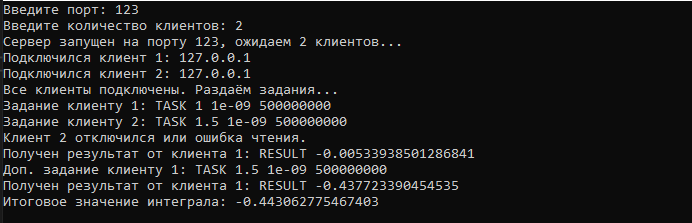 Введите порт: 123
Введите количество клиентов: 2
Сервер запущен на порту 123, ожидаем 2 клиентов...
Подключился клиент 1: 127.0.0.1
Подключился клиент 2: 127.0.0.1
Все клиенты подключены. Раздаём задания...
Задание клиенту 1: TASK 1 1e-09 500000000
Задание клиенту 2: TASK 1.5 1e-09 500000000
Клиент 2 отключился или ошибка чтения.
Получен результат от клиента 1: RESULT -0.00533938501286841
Доп. задание клиенту 1: TASK 1.5 1e-09 500000000
Получен результат от клиента 1: RESULT -0.437723390454535
Итоговое значение интеграла: -0.443062775467403